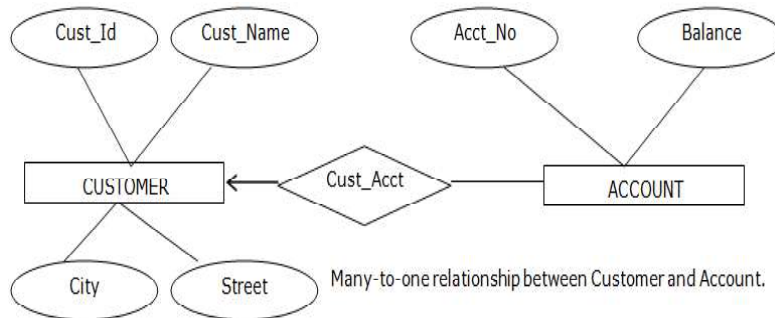 Cust_Id
Cust_Name
Acct_No
Balance
CUSTOMER
Cust_Acct
ACCOUNT
City
Street
Many-to-one relationship between Customer and Account.